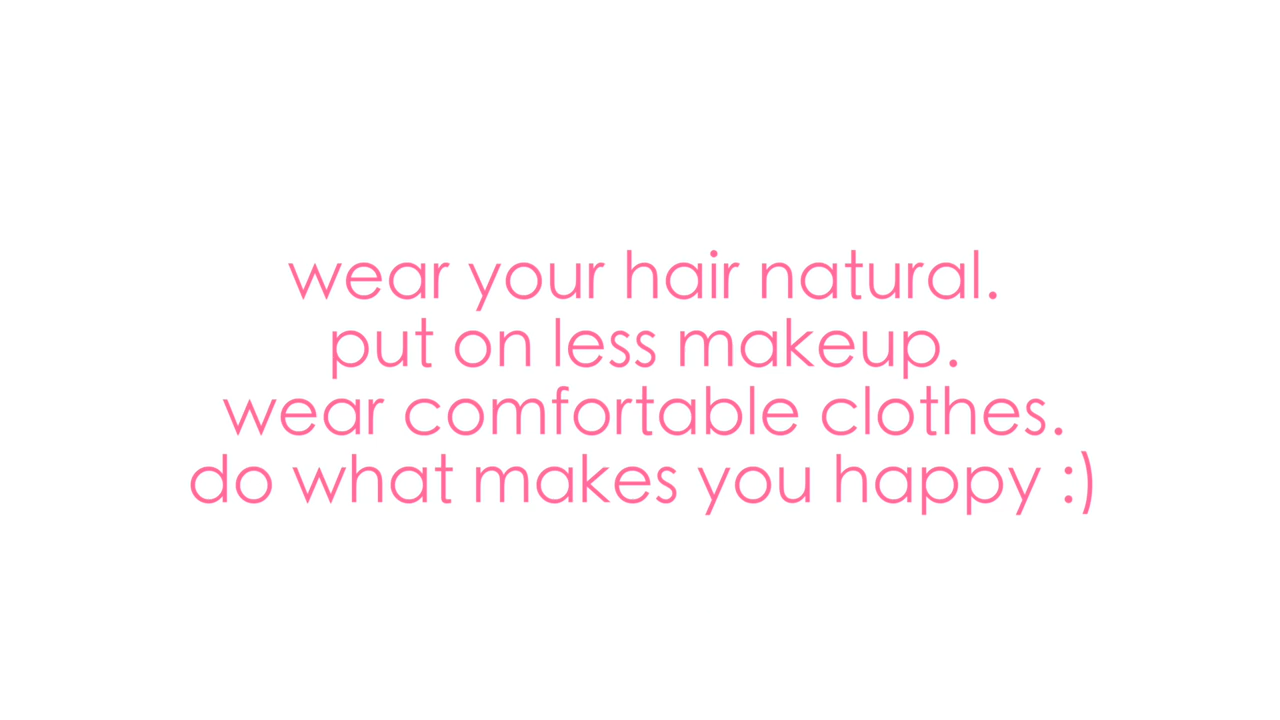 wear your hair natural.
put on less makeup.
wear comfortable clothes.
do what makes you happy :)